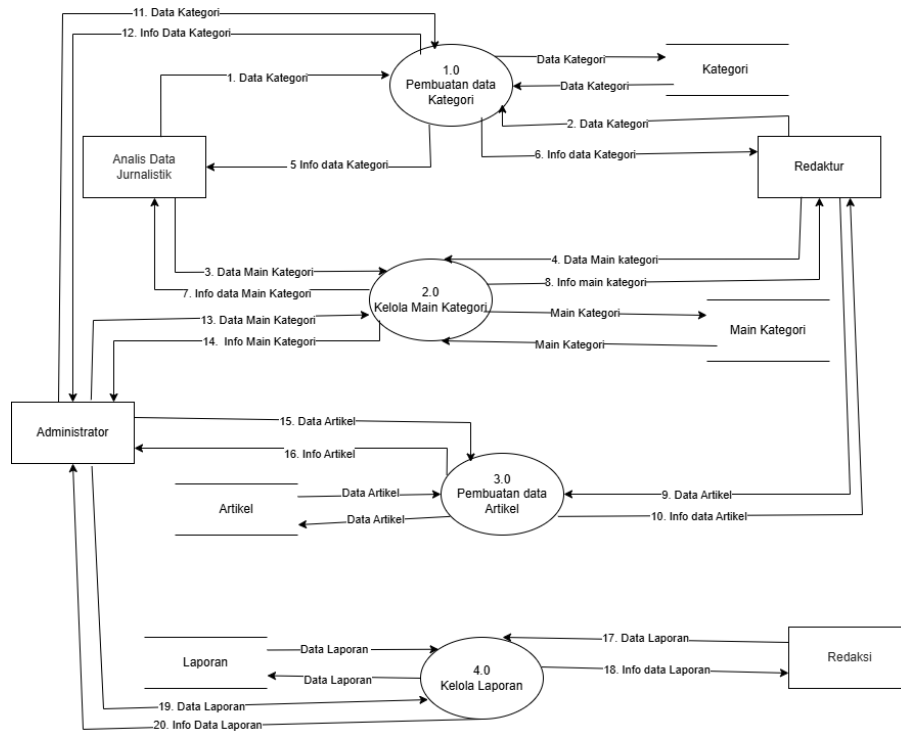 11. Data Kategori
12. Info Data Kategori
1.0
Pembuatan data
Kategori
Data Kategori
Kategori
1. Data Kategori
Data Kategori
2. Data Kategori
Analis Data
Jurnalistik
5 Info data Kategori
6. Info data Kategori
Redaktur
4. Data Main kategori
3. Data Main Kategori
8. Info main kategori
7. Info data Main Kategori
2.0
Kelola Main Kategori
Main Kategori
13. Data Main Kategori
Main Kategori
14. Info Main Kategori
Main Kategori
Administrator
15. Data Artikel
16. Info Artikel
3.0
Pembuatan data
Artikel
Data Artikel
Artikel
Data Artikel
9. Data Artikel
10. Info data Artikel
17. Data Laporan
Data Laporan
Laporan
Data Laporan
4.0
Kelola Laporan
18. Info data Laporan
Redaksi
19. Data Laporan
20. Info Data Laporan